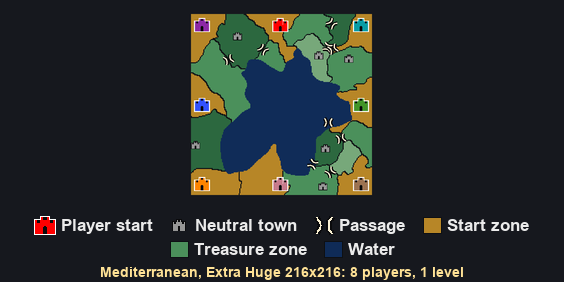 Player start Neutral town Passage Start zone
Treasure zone Water
Mediterranean, Extra Huge 216x216: 8 players, 1 level